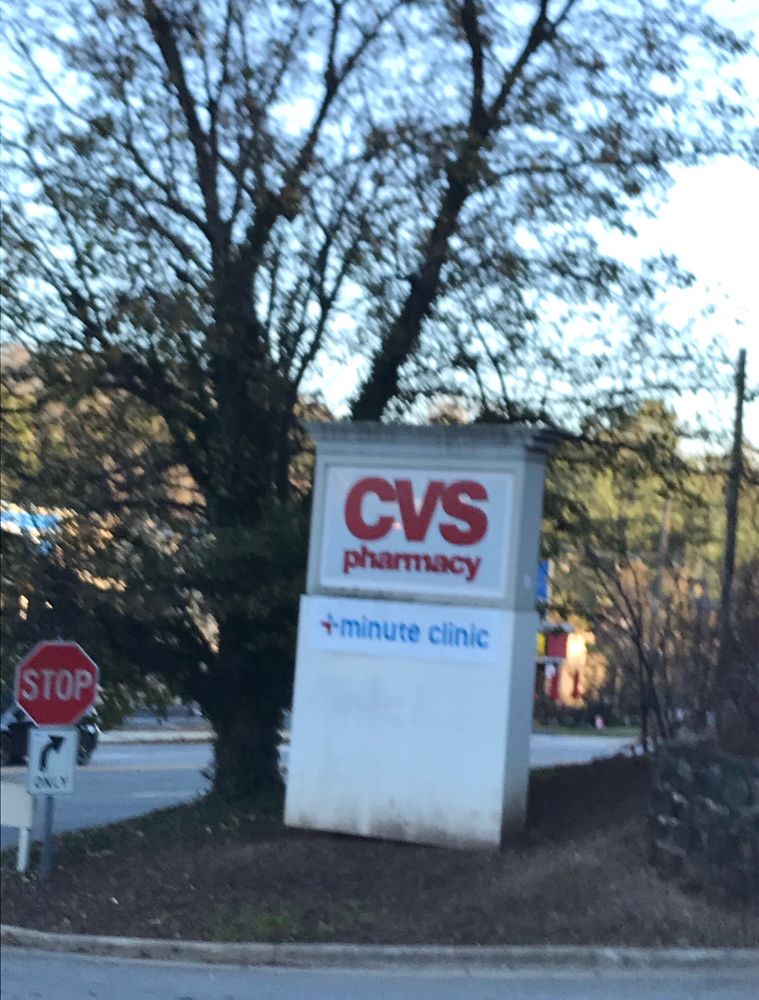 CVS
pharmacy
minute clinic
STOP
ONLY